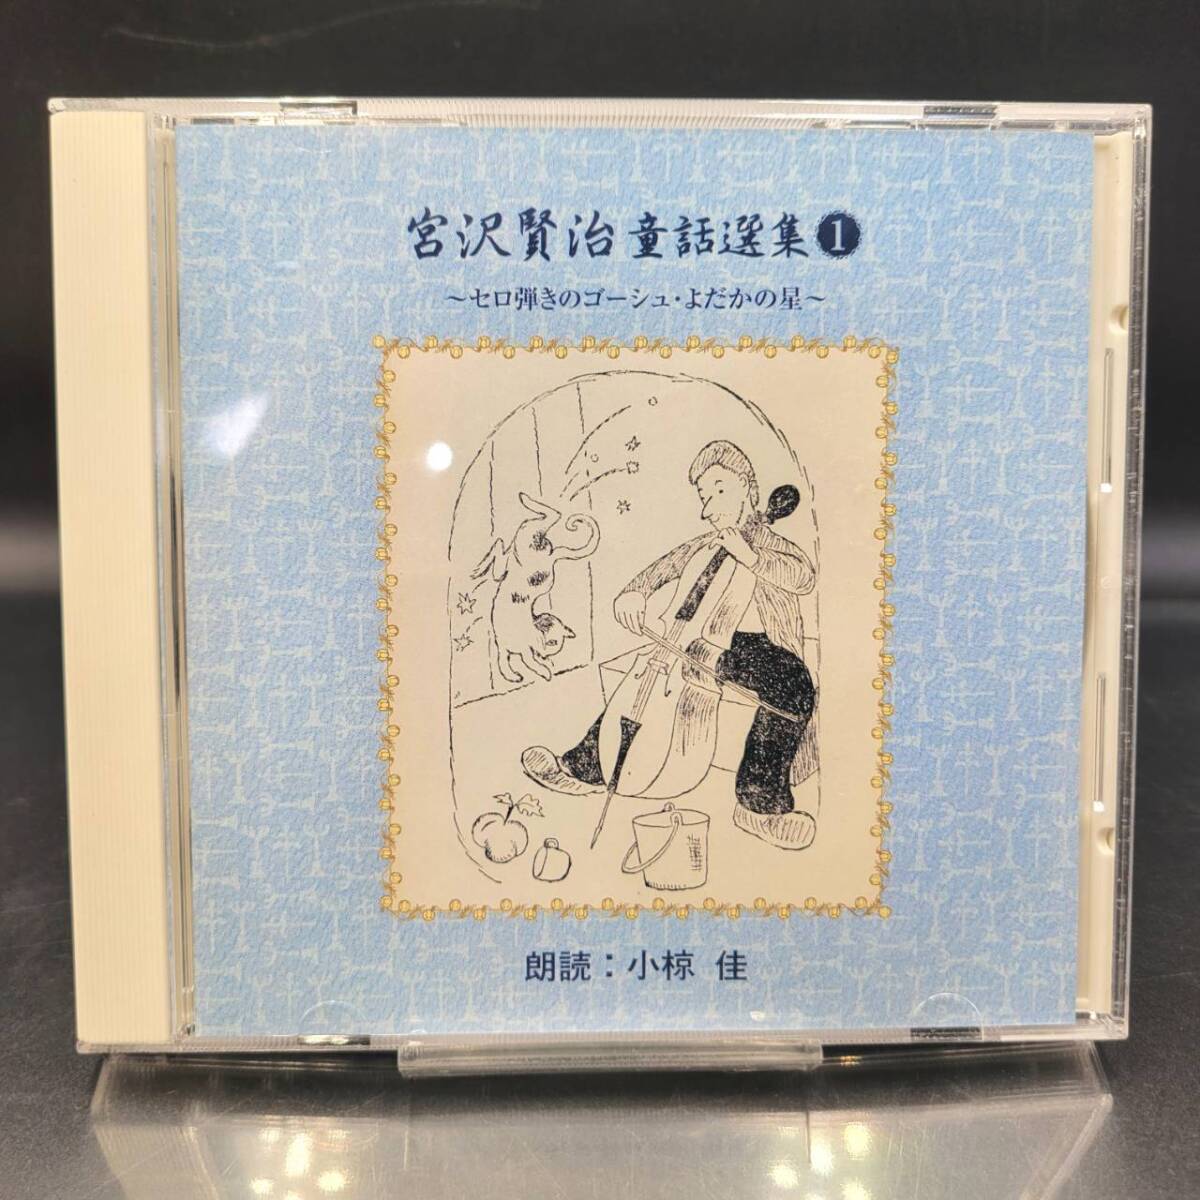 宮沢賢治童話選集❶
～セロ弾きのゴーシュ・よだかの星～
朗読：小椋 佳